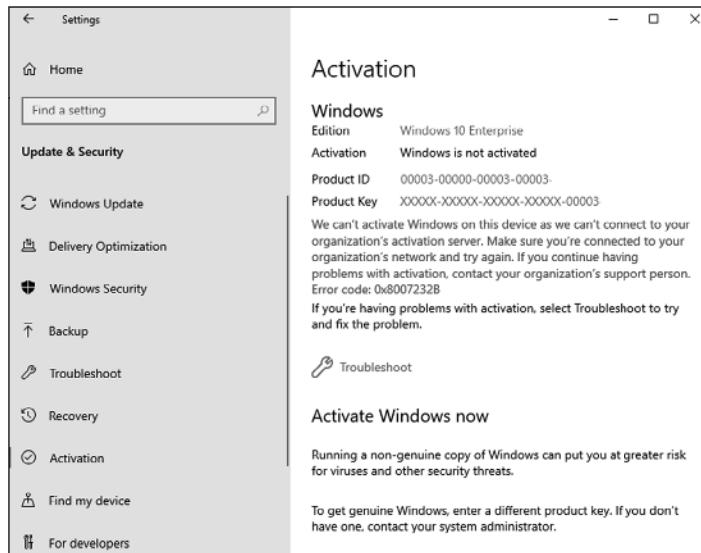 Settings
Home
Find a setting
Update & Security
Windows Update
Delivery Optimization
Windows Security
Backup
Troubleshoot
Recovery
Activation
Find my device
For developers
Activation
Windows
Edition Windows 10 Enterprise
Activation Windows is not activated
Product ID 00003-00000-00003-00003-
Product Key XXXXX-XXXXX-XXXXX-XXXXX-00003-
We can't activate Windows on this device as we can't connect to your
organization's activation server. Make sure you're connected to your
organization's network and try again. If you continue having
problems with activation, contact your organization's support person.
Error code: 0x8007232B
If you're having problems with activation, select Troubleshoot to try
and fix the problem.
Troubleshoot
Activate Windows now
Running a non-genuine copy of Windows can put you at greater risk
for viruses and other security threats.
To get genuine Windows, enter a different product key. If you don't
have one, contact your system administrator.